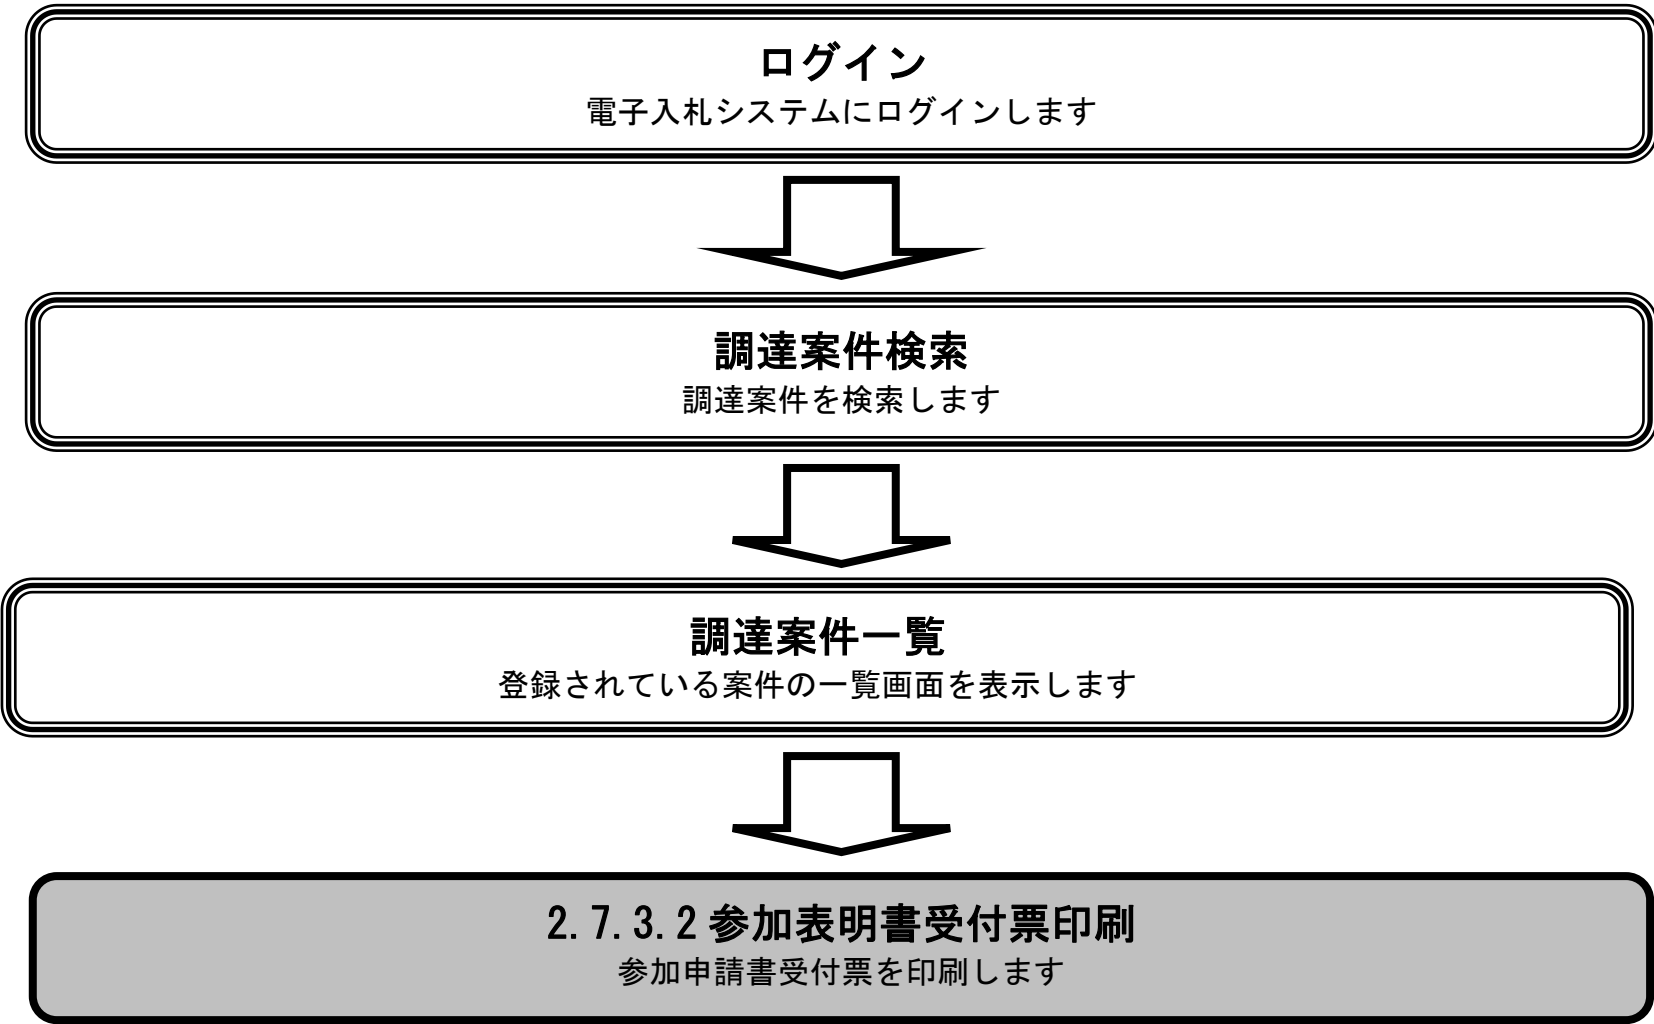 ログイン
電子入札システムにログインします
調達案件検索
調達案件を検索します
調達案件一覧
登録されている案件の一覧画面を表示します
2.7.3.2 参加表明書受付票印刷
参加申請書受付票を印刷します